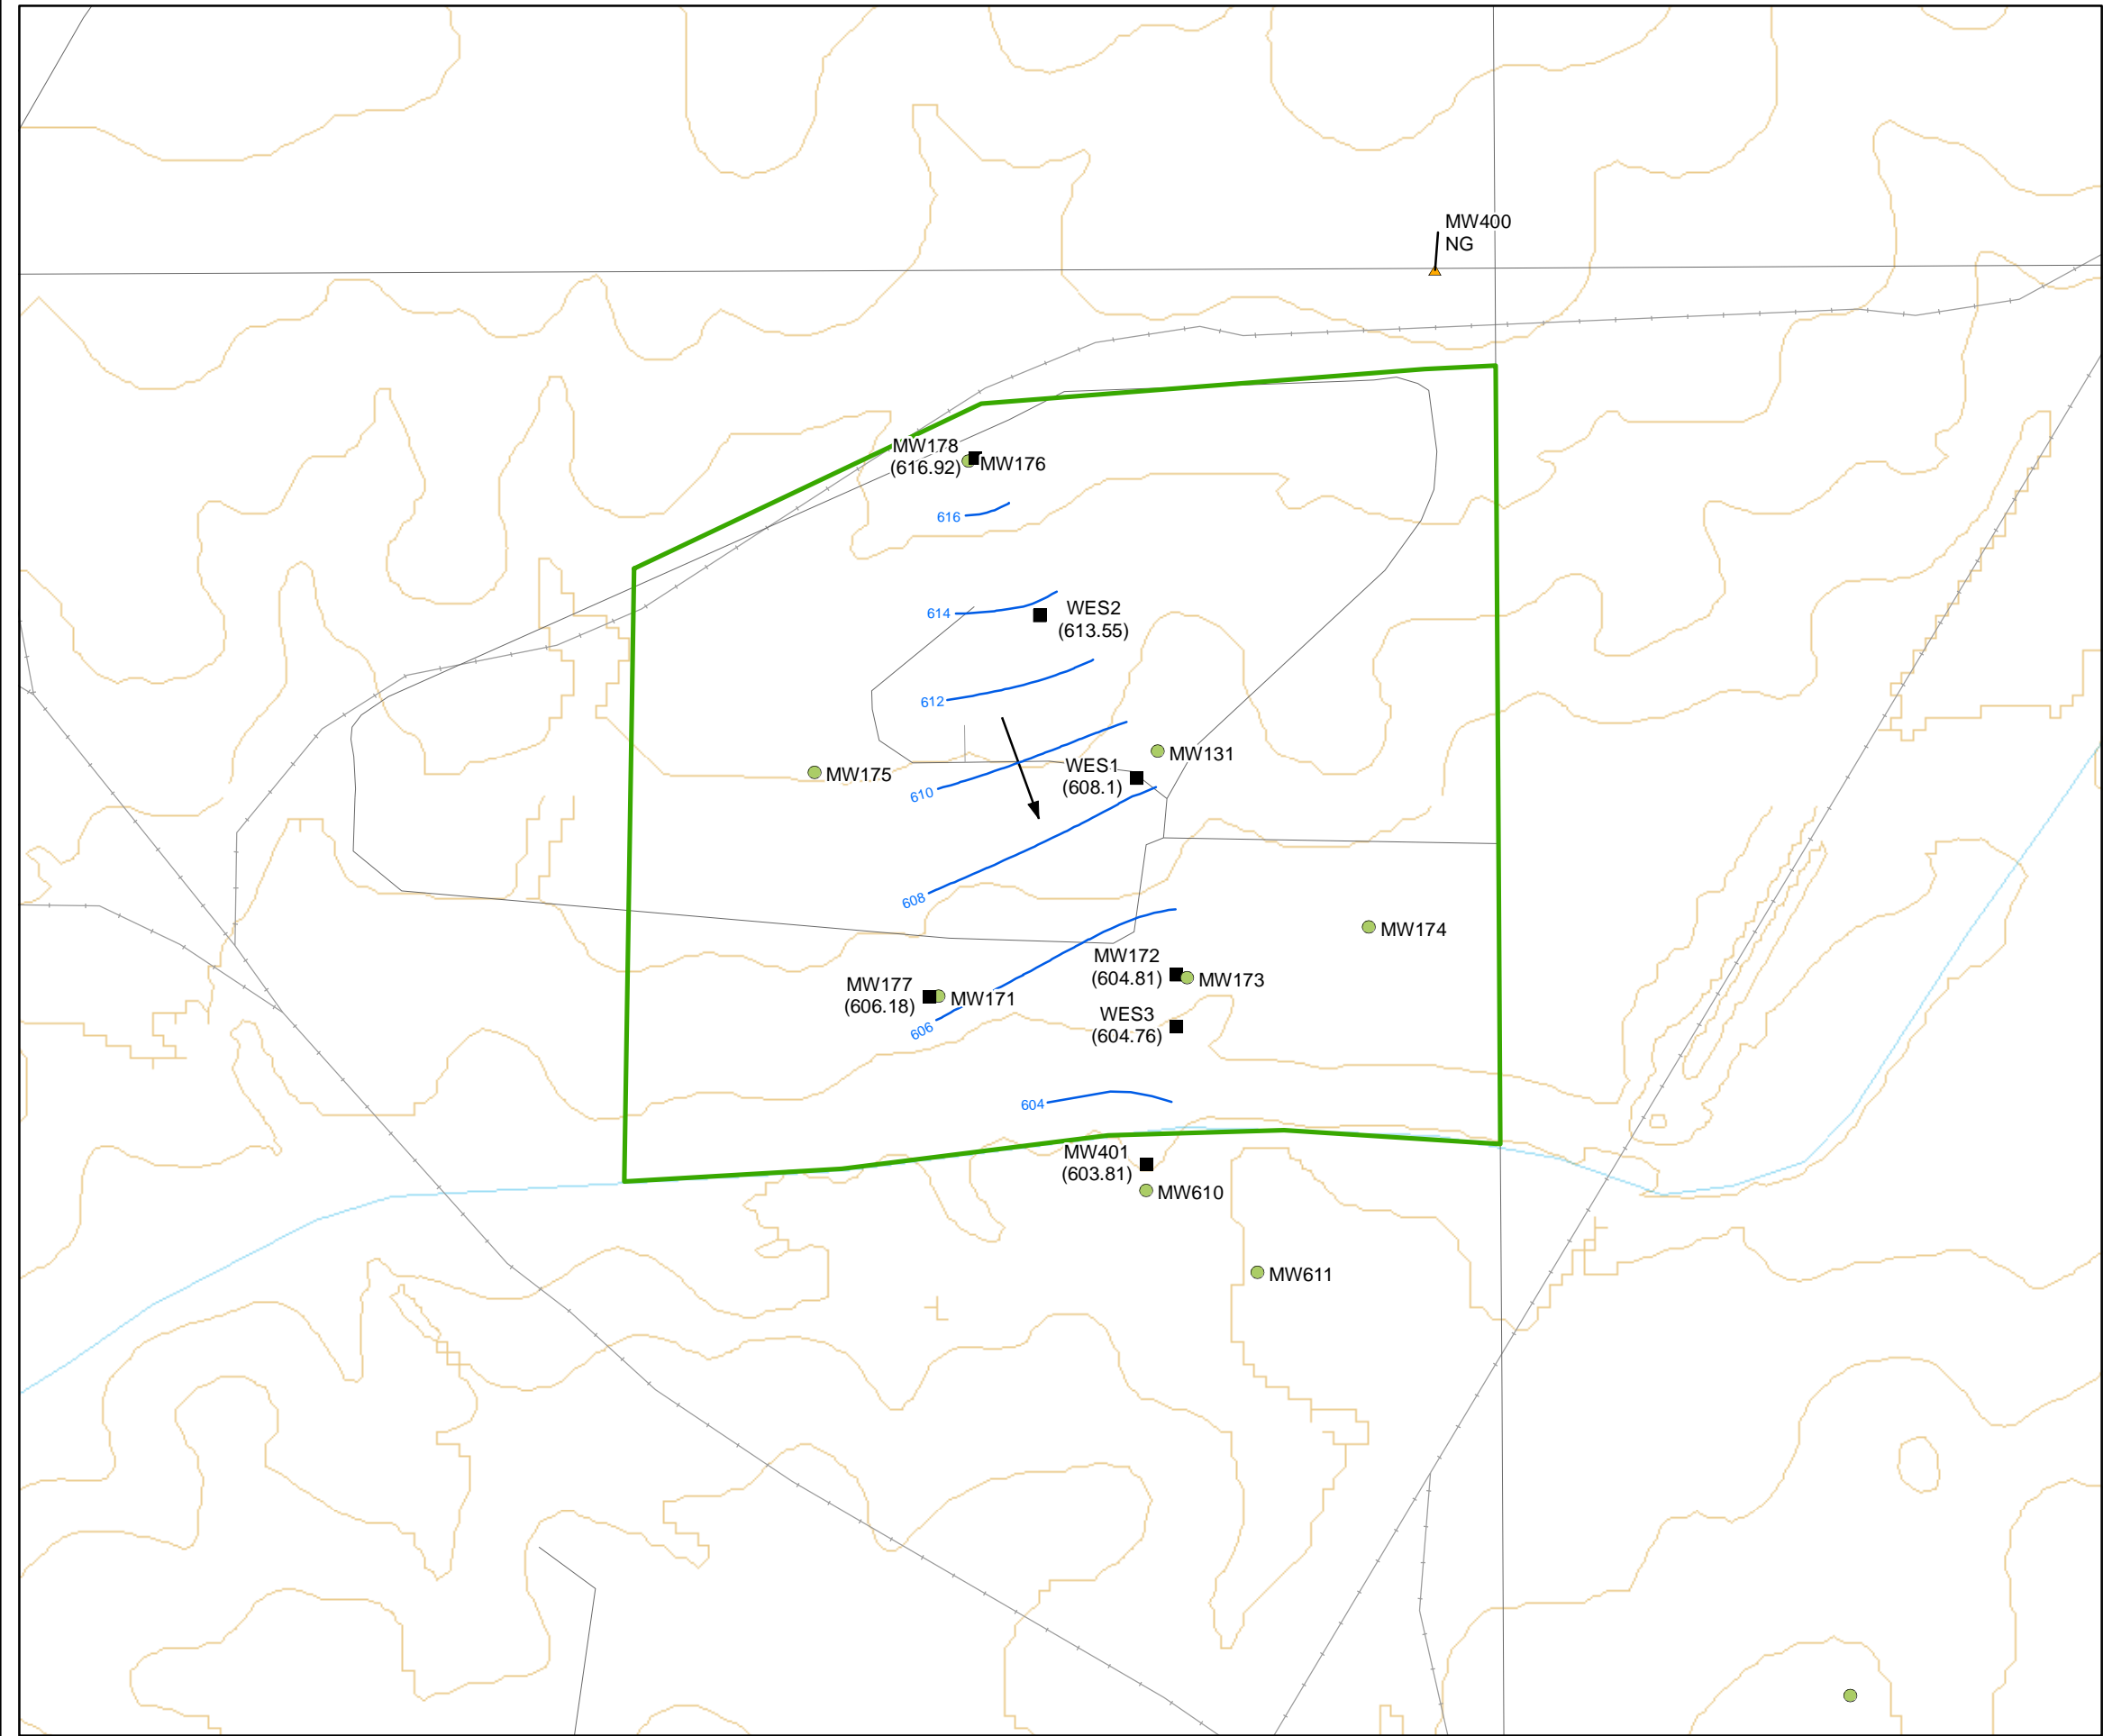 MW400
NG
MW178
(616.92)
MW176
616
614
WES2
(613.55)
612
MW131
WES1
(608.1)
MW175
610
608
MW174
MW172
(604.81)
MW173
MW177
(606.18)
MW171
WES3
(604.76)
606
604
MW401
(603.81)
MW610
MW611